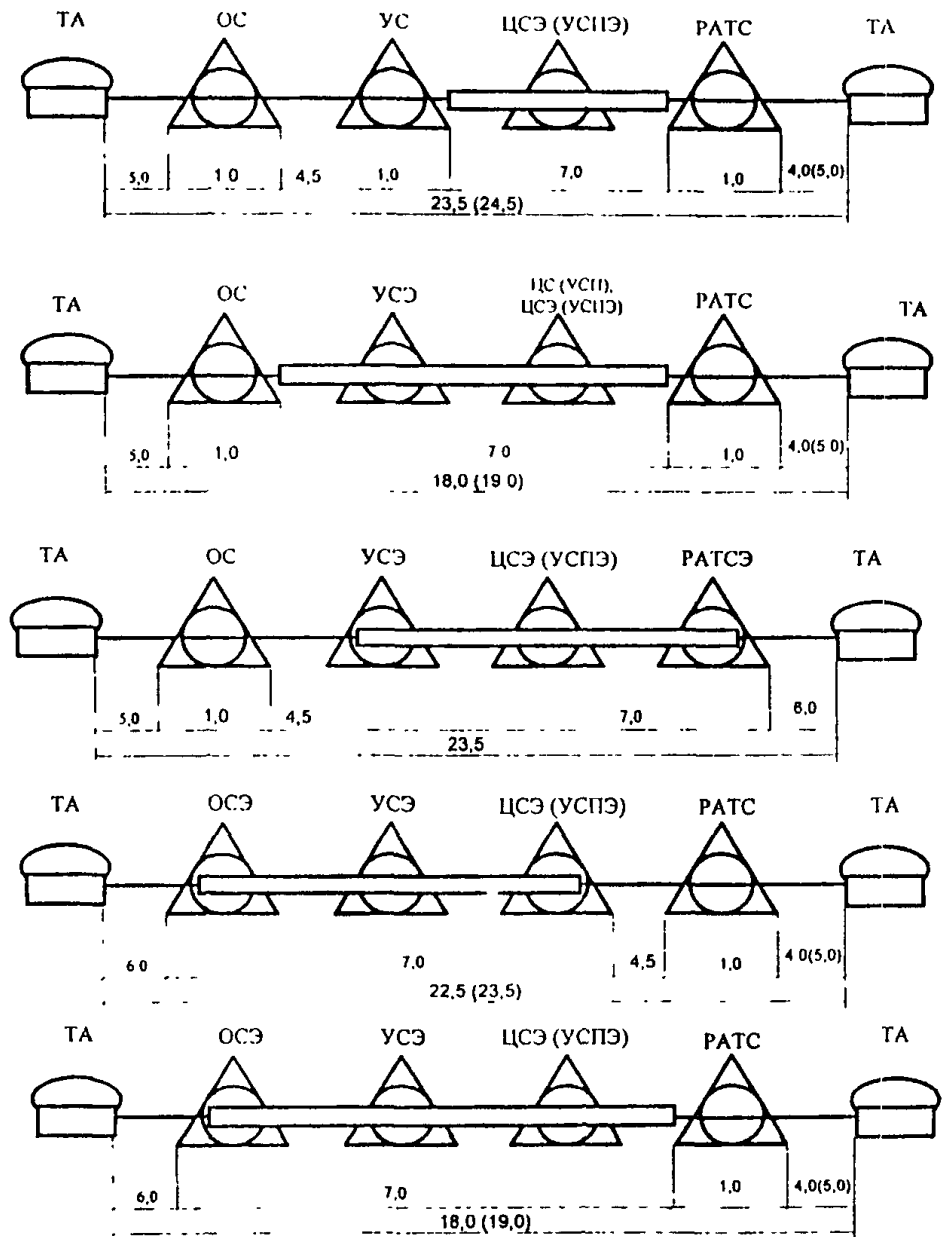 ТА ОС УС ЦСЭ (УСПЭ) РАТС ТА
5,0 1 0 4,5 1,0 7,0 1,0 4,0(5,0)
23,5 (24,5)
ТА ОС УСЭ ЦС (УСП), ЦСЭ (УСПЭ) РАТС ТА
5,0 1,0 7 0 1,0 4,0(5 0)
18,0 (19 0)
ТА ОС УСЭ ЦСЭ (УСПЭ) РАТСЭ ТА
5,0 1,0 4,5 7,0 6,0
23,5
ТА ОСЭ УСЭ ЦСЭ (УСПЭ) РАТС ТА
6 0 7,0 4,5 1,0 4 0(5,0)
22,5 (23,5)
ТА ОСЭ УСЭ ЦСЭ (УСПЭ) РАТС ТА
6,0 7,0 1,0 4,0(5,0)
18,0 (19,0)